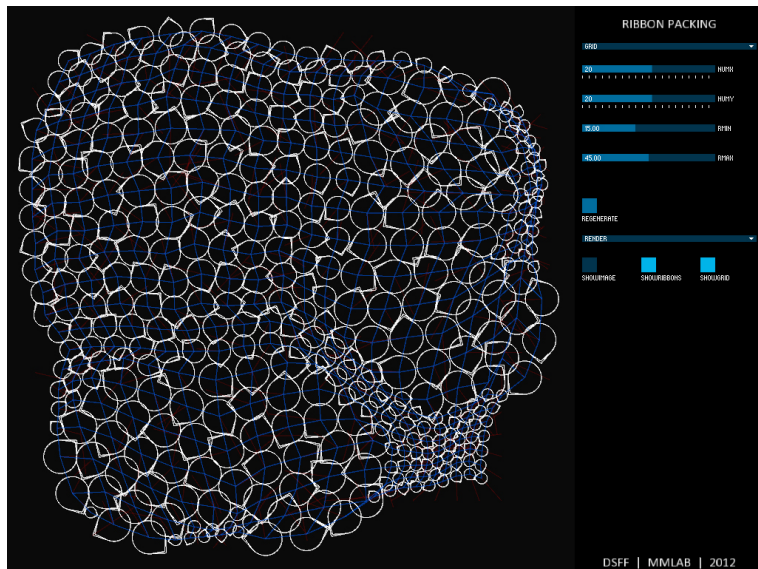 RIBBON PACKING
GRID
20 NUMX
20 NUMY
15.00 RMIN
45.00 RMAX
REGENERATE
RENDER
SHOWIMAGE SHOWRIBBONS SHOWGRID
DSFF | MMLAB | 2012